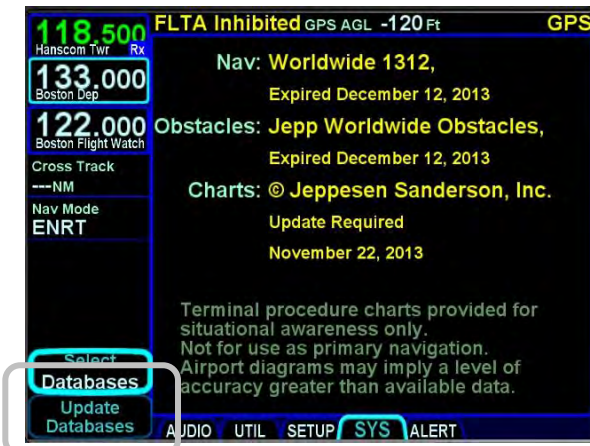 118.500
Hanscom Twr Rx
133.000
Boston Dep
122.000
Boston Flight Watch
Cross Track
---NM
Nav Mode
ENRT
Select
Databases
Update
Databases
FLTA Inhibited GPS AGL -120 Ft GPS
Nav: Worldwide 1312,
Expired December 12, 2013
Obstacles: Jepp Worldwide Obstacles,
Expired December 12, 2013
Charts: © Jeppesen Sanderson, Inc.
Update Required
November 22, 2013
Terminal procedure charts provided for
situational awareness only.
Not for use as primary navigation.
Airport diagrams may imply a level of
accuracy greater than available data.
AUDIO UTIL SETUP SYS ALERT